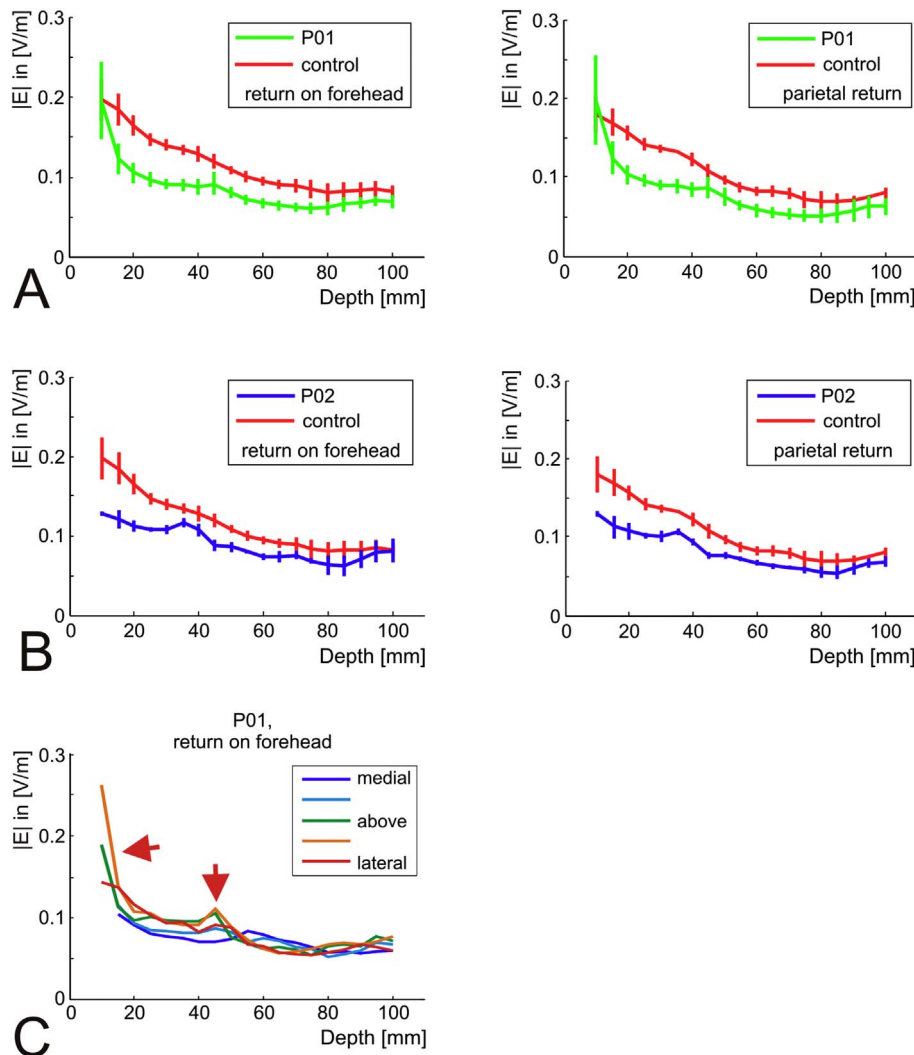 |E| in [V/m]
0.3
0.2
0.1
0
0 20 40 60 80 100
Depth [mm]
P01
control
return on forehead
|E| in [V/m]
0.3
0.2
0.1
0
0 20 40 60 80 100
Depth [mm]
P01
control
parietal return
A
|E| in [V/m]
0.3
0.2
0.1
0
0 20 40 60 80 100
Depth [mm]
P02
control
return on forehead
|E| in [V/m]
0.3
0.2
0.1
0
0 20 40 60 80 100
Depth [mm]
P02
control
parietal return
B
P01,
return on forehead
|E| in [V/m]
0.3
0.2
0.1
0
0 20 40 60 80 100
Depth [mm]
medial
above
lateral
C